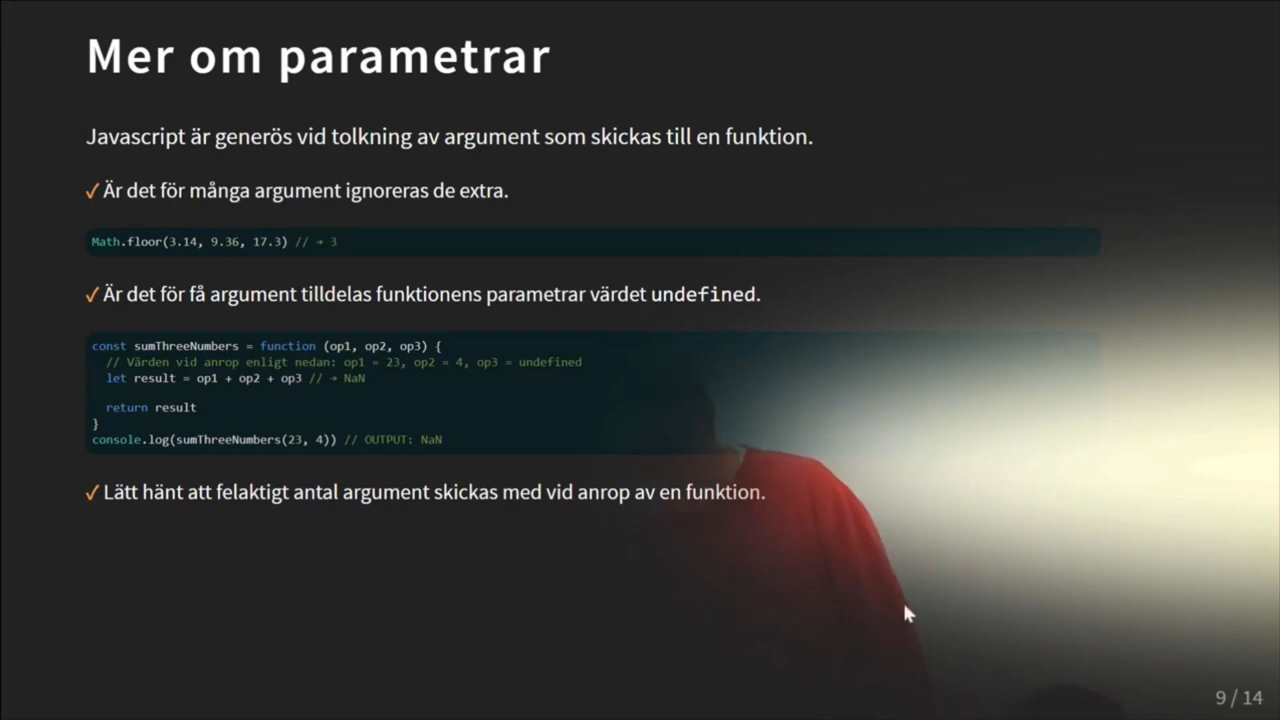 Mer om parametrar
Javascript är generös vid tolkning av argument som skickas till en funktion.
✓ Är det för många argument ignoreras de extra.
Math.floor(3.14, 9.36, 17.3) // → 3
✓ Är det för få argument tilldelas funktionens parametrar värdet undefined.
const sumThreeNumbers = function (op1, op2, op3) {
  // Värden vid anrop enligt nedan: op1 = 23, op2 = 4, op3 = undefined
  let result = op1 + op2 + op3 // → NaN
  return result
}
console.log(sumThreeNumbers(23, 4)) // OUTPUT: NaN
✓ Lätt hänt att felaktigt antal argument skickas med vid anrop av en funktion.
9 / 14